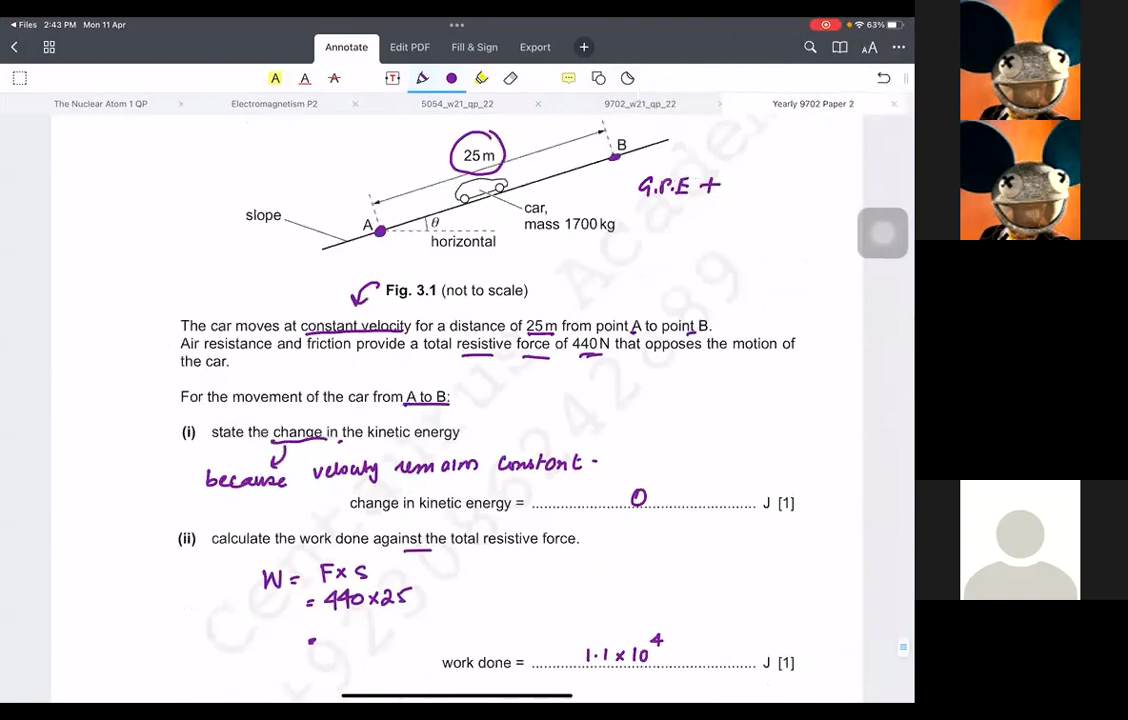 Files 2:43 PM Mon 11 Apr
63%
Annotate Edit PDF Fill & Sign Export
A A A T AA
The Nuclear Atom 1 QP Electromagnetism P2 5054_w21_qp_22 9702_w21_qp_22 Yearly 9702 Paper 2
25 m
B
G.P.E +
slope
A
θ
car,
mass 1700 kg
horizontal
Fig. 3.1 (not to scale)
The car moves at constant velocity for a distance of 25 m from point A to point B.
Air resistance and friction provide a total resistive force of 440 N that opposes the motion of
the car.
For the movement of the car from A to B:
(i) state the change in the kinetic energy
because velocity remains constant.
change in kinetic energy = 0 J [1]
(ii) calculate the work done against the total resistive force.
W = F x s
= 440 x 25
work done = 1.1 x 10^4 J [1]